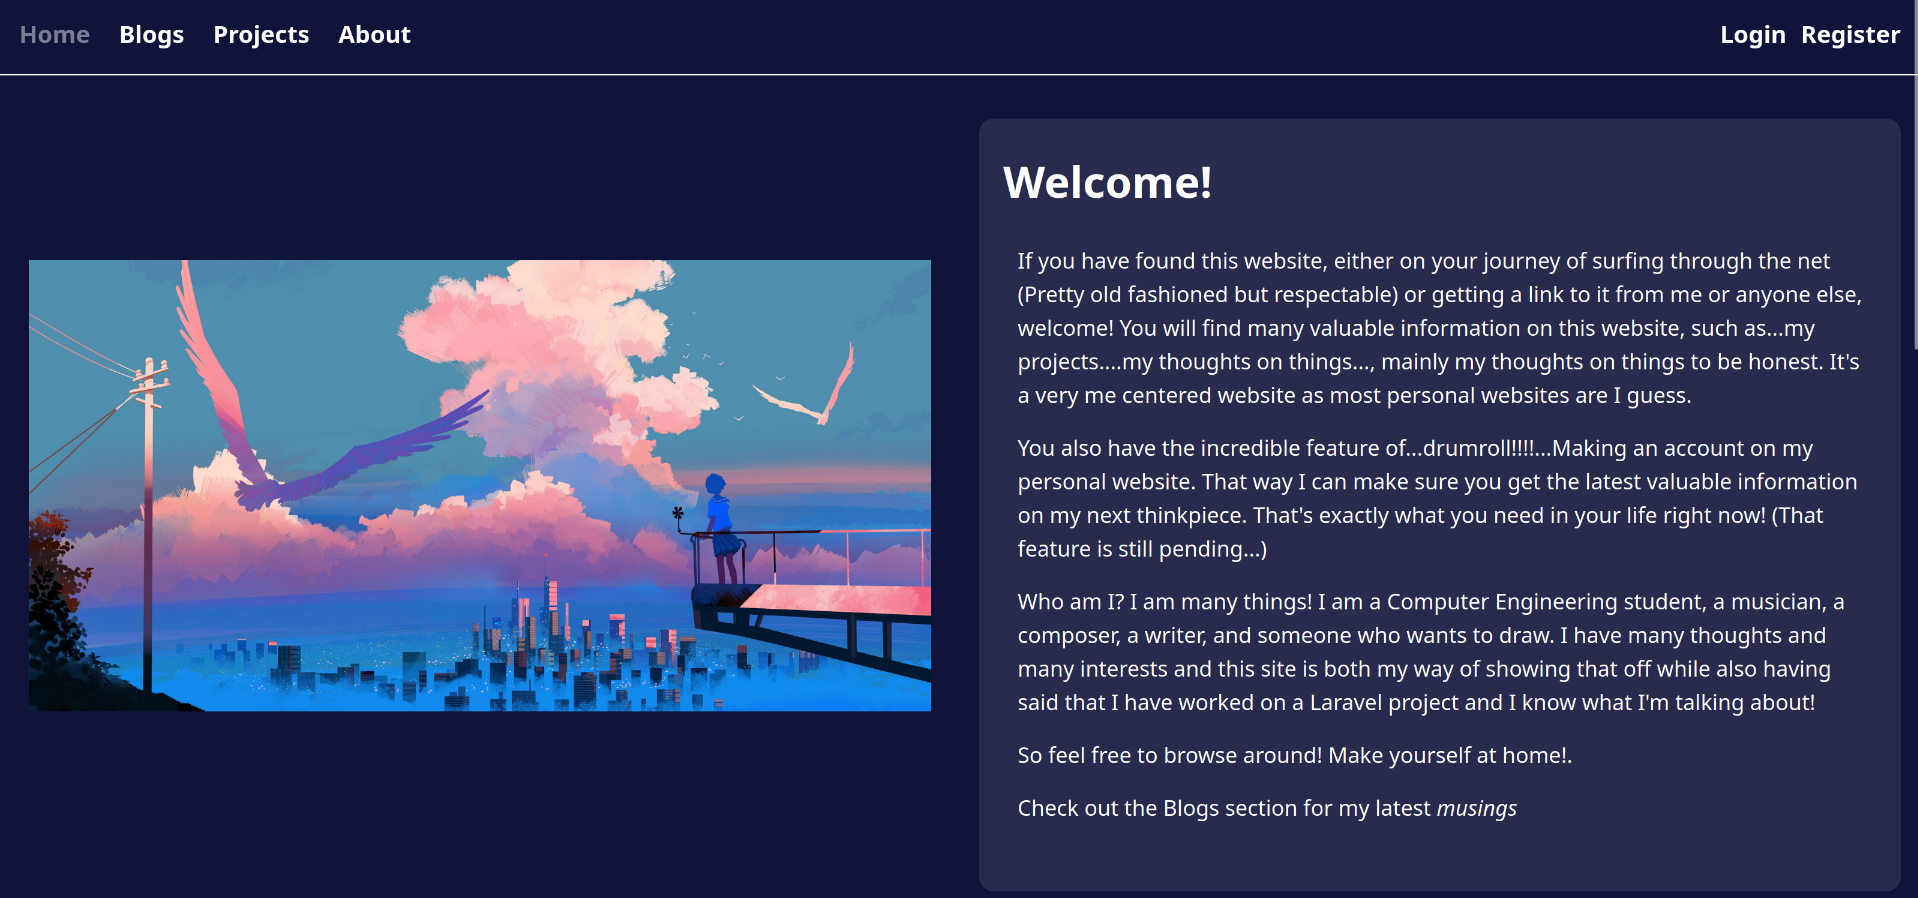 Home Blogs Projects About Login Register
Welcome!
If you have found this website, either on your journey of surfing through the net
(Pretty old fashioned but respectable) or getting a link to it from me or anyone else,
welcome! You will find many valuable information on this website, such as...my
projects....my thoughts on things..., mainly my thoughts on things to be honest. It's
a very me centered website as most personal websites are I guess.
You also have the incredible feature of...drumroll!!!!...Making an account on my
personal website. That way I can make sure you get the latest valuable information
on my next thinkpiece. That's exactly what you need in your life right now! (That
feature is still pending...)
Who am I? I am many things! I am a Computer Engineering student, a musician, a
composer, a writer, and someone who wants to draw. I have many thoughts and
many interests and this site is both my way of showing that off while also having
said that I have worked on a Laravel project and I know what I'm talking about!
So feel free to browse around! Make yourself at home!.
Check out the Blogs section for my latest musings